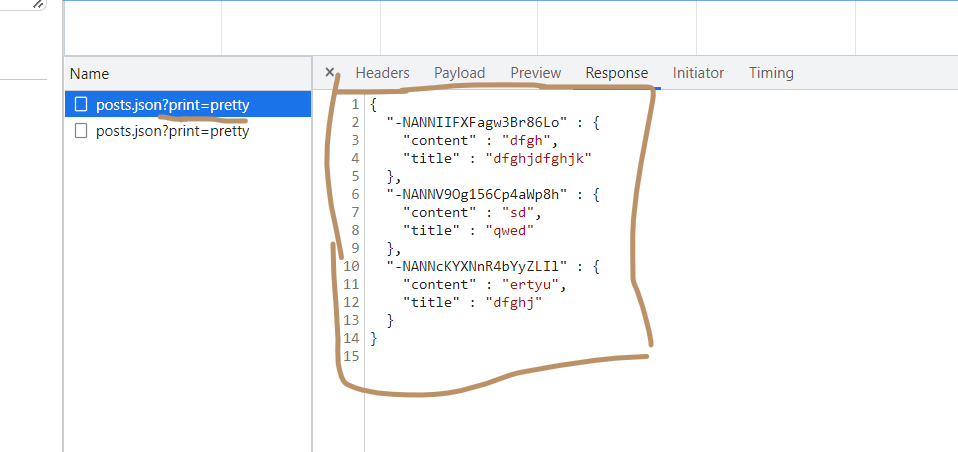 Name
posts.json?print=pretty
posts.json?print=pretty
× Headers Payload Preview Response Initiator Timing
1 {
2 "-NANNIIFXFagw3Br86Lo" : {
3 "content" : "dfgh",
4 "title" : "dfghjdfghjk"
5 },
6 "-NANNV9Og156Cp4aWp8h" : {
7 "content" : "sd",
8 "title" : "qwed"
9 },
10 "-NANNcKYXNnR4bYyZLIl" : {
11 "content" : "ertyu",
12 "title" : "dfghj"
13 }
14 }
15